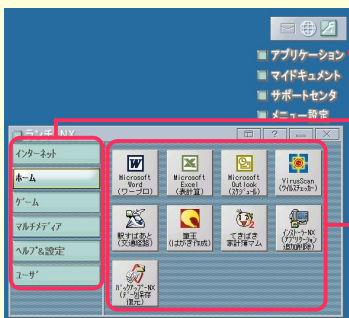 アプリケーション
マイドキュメント
サポートセンタ
メニュー設定
ランチ-NX
インターネット
ホーム
ゲーム
マルチメディア
ヘルプ&設定
ユーザ
Microsoft
Word
(ワープロ)
Microsoft
Excel
(表計算)
Microsoft
Outlook
(スケジュール)
VirusScan
(ウイルスチェッカー)
駅すぱあと
(交通経路)
筆王
(はがき作成)
てきぱき
家計簿マム
インストーラ-NX
(アプリケーション
追加削除)
バックアップ-NX
(データ保存
復元)